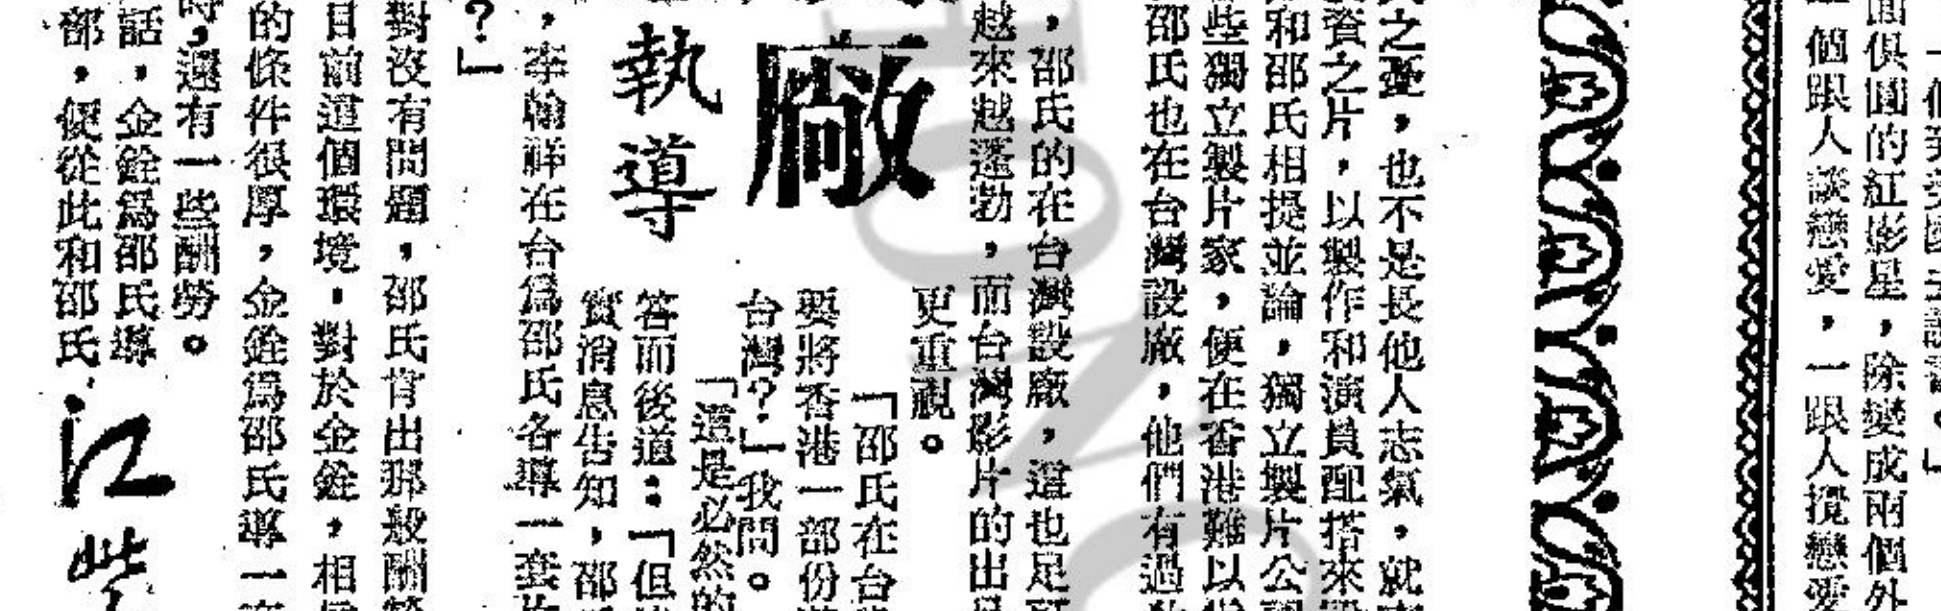 個跟人談戀愛，一跟人攪戀愛
俱圓的紅影星，除變成兩個外
之憂，也不是長他人志氣，就
資之片，以製作和演員配搭來
和邵氏相提並論，獨立製片公
些獨立製片家，便在香港難以
邵氏也在台灣設廠，他們有過
，邵氏的在台灣設廠，這也足
越來越蓬勃，而台灣影片的出
更重視。
「邵氏在台
要將香港一部份
台灣？」我問。
「這是必然的
答而後道：「但
實消息告知，邵
廠
執導
，李翰祥在台為邵氏名導一套
？」
對沒有問題，邵氏肯出那般酬
目前這個環境，對於金銓，相
的條件很厚，金銓為邵氏導一
時，還有一些酬勞。
話，金銓為邵氏導
部，便從此和邵氏
江